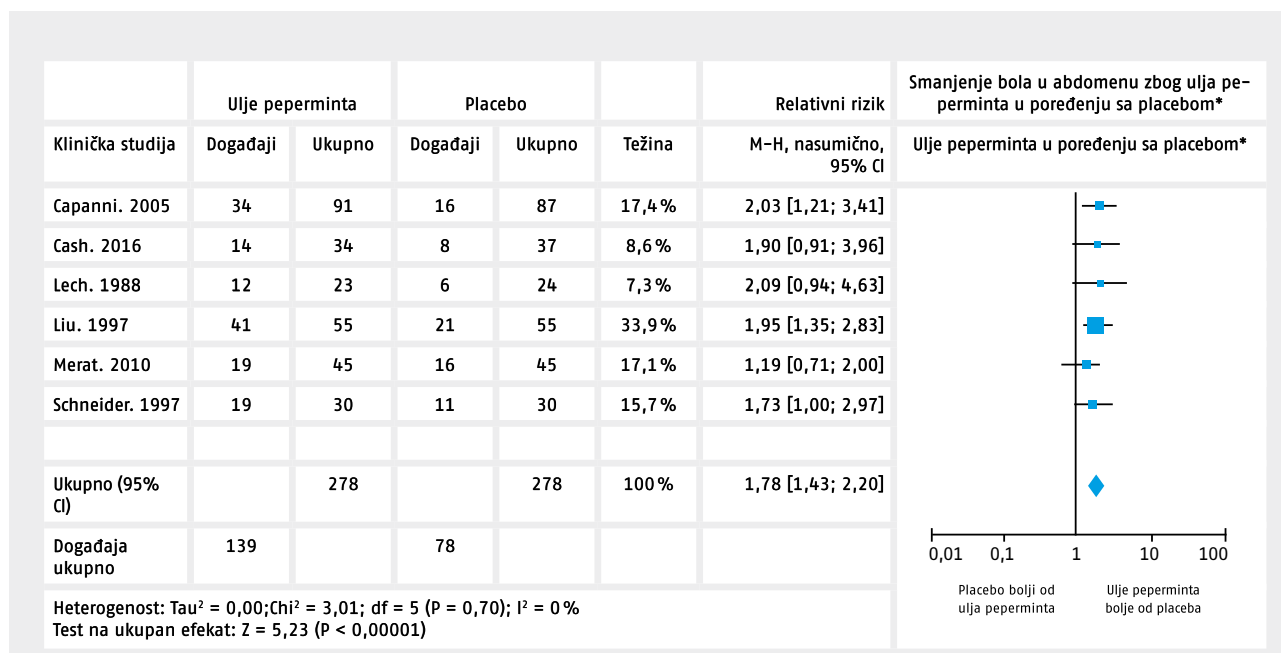 Ulje peperminta Placebo Relativni rizik Smanjenje bola u abdomenu zbog ulja pe-
perminta u poređenju sa placebom*
Klinička studija Događaji Ukupno Događaji Ukupno Težina M-H, nasumično, Ulje peperminta u poređenju sa placebom*
95% CI
Capanni. 2005 34 91 16 87 17,4% 2,03 [1,21; 3,41]
Cash. 2016 14 34 8 37 8,6% 1,90 [0,91; 3,96]
Lech. 1988 12 23 6 24 7,3% 2,09 [0,94; 4,63]
Liu. 1997 41 55 21 55 33,9% 1,95 [1,35; 2,83]
Merat. 2010 19 45 16 45 17,1% 1,19 [0,71; 2,00]
Schneider. 1997 19 30 11 30 15,7% 1,73 [1,00; 2,97]
Ukupno (95% 278 278 100% 1,78 [1,43; 2,20]
CI)
Događaja 139 78
ukupno
0,01 0,1 1 10 100
Placebo bolji od Ulje peperminta
ulja peperminta bolje od placeba
Heterogenost: Tau² = 0,00;Chi² = 3,01; df = 5 (P = 0,70); I² = 0%
Test na ukupan efekat: Z = 5,23 (P < 0,00001)